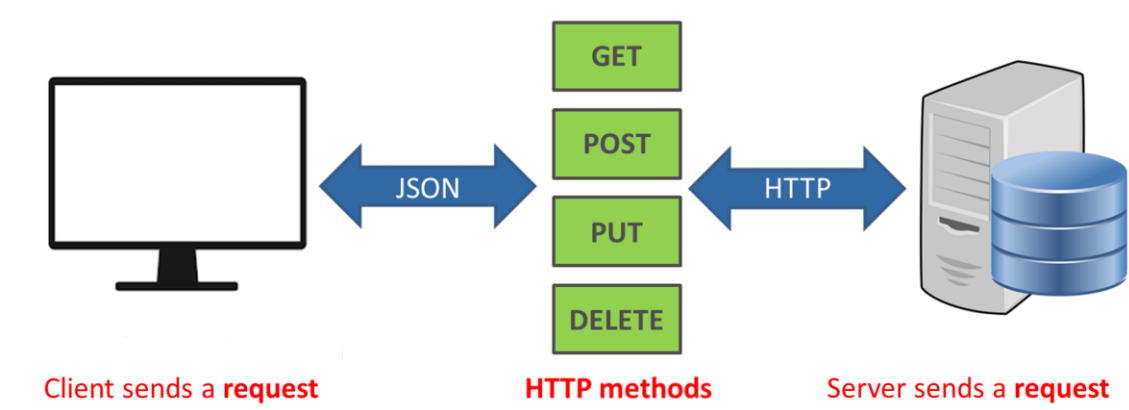 GET
POST
JSON
HTTP
PUT
DELETE
Client sends a request
HTTP methods
Server sends a request